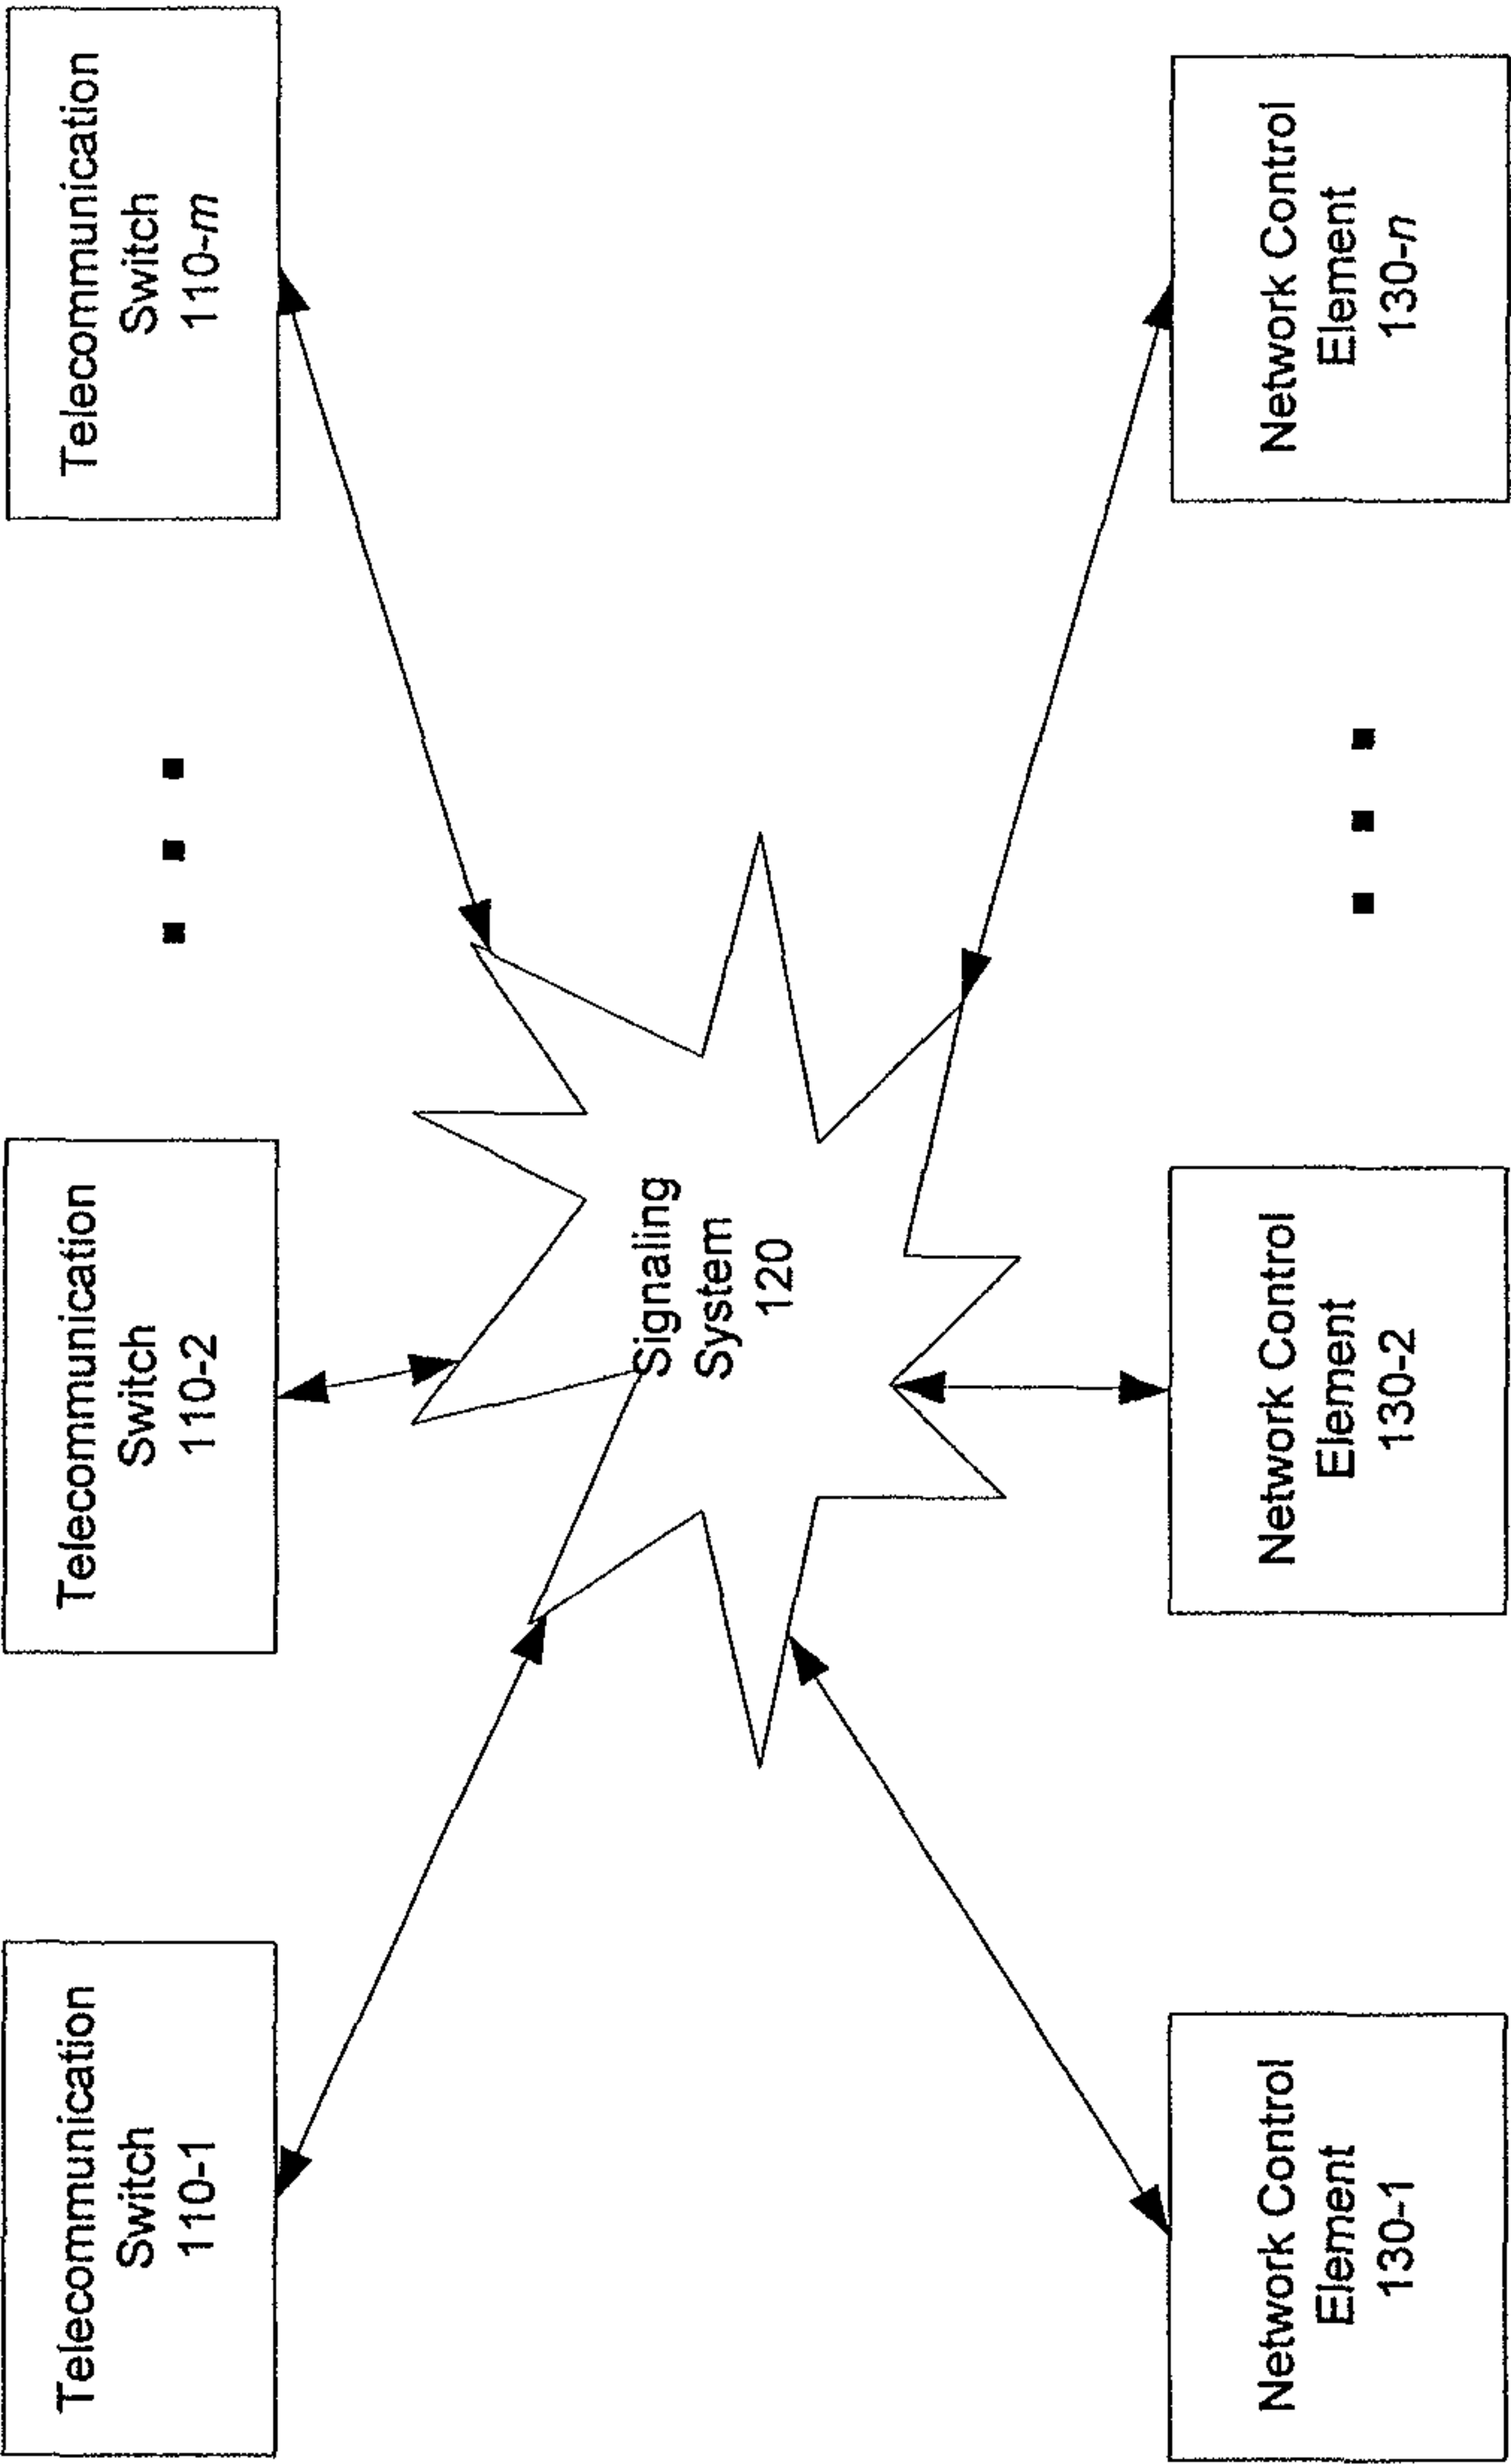 Telecommunication
Switch
110-1
Telecommunication
Switch
110-2
Telecommunication
Switch
110-m
Signaling
System
120
Network Control
Element
130-1
Network Control
Element
130-2
Network Control
Element
130-n